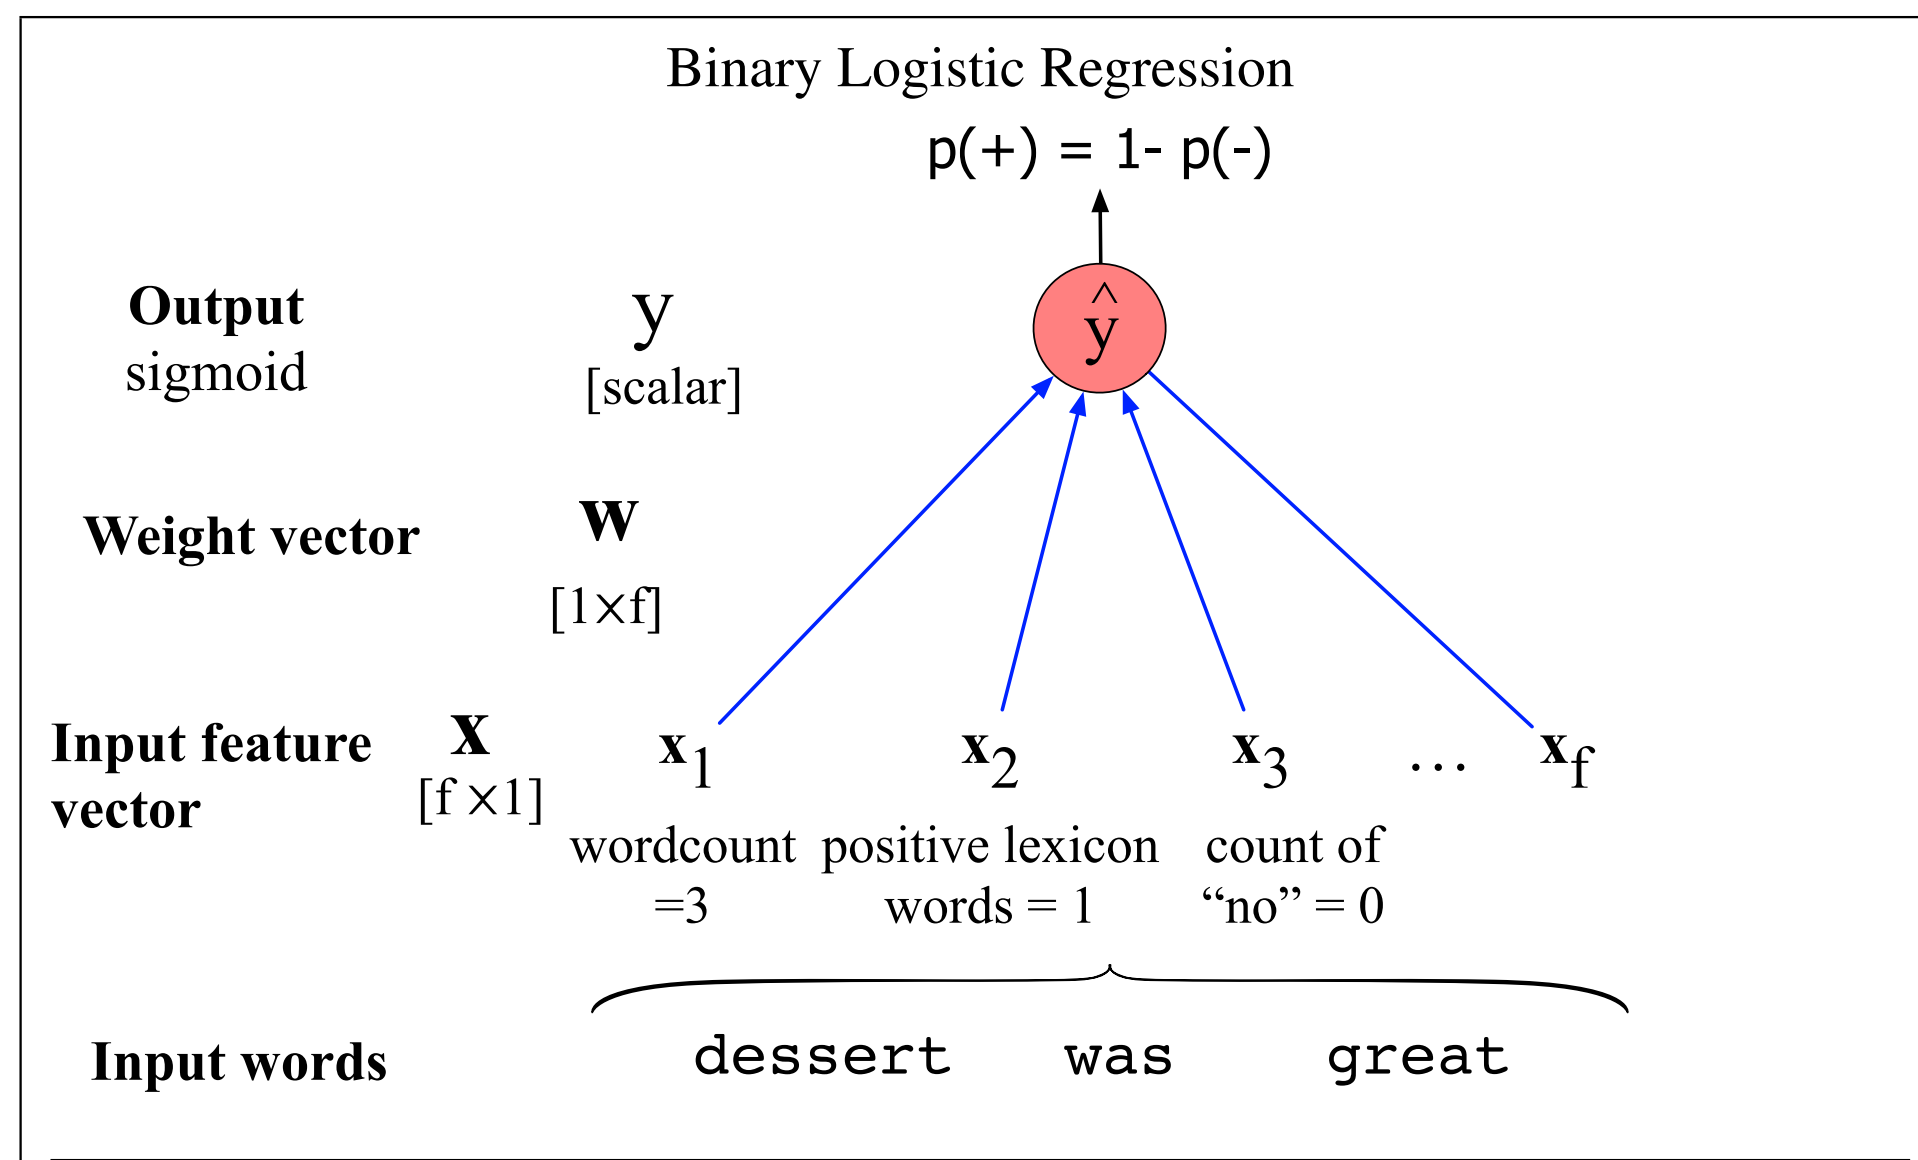 Binary Logistic Regression
p(+) = 1- p(-)
Output
sigmoid
y
[scalar]
ŷ
Weight vector
w
[1×f]
Input feature
vector
x
[f ×1]
x1 x2 x3 … xf
wordcount
=3
positive lexicon
words = 1
count of
“no” = 0
Input words
dessert was great